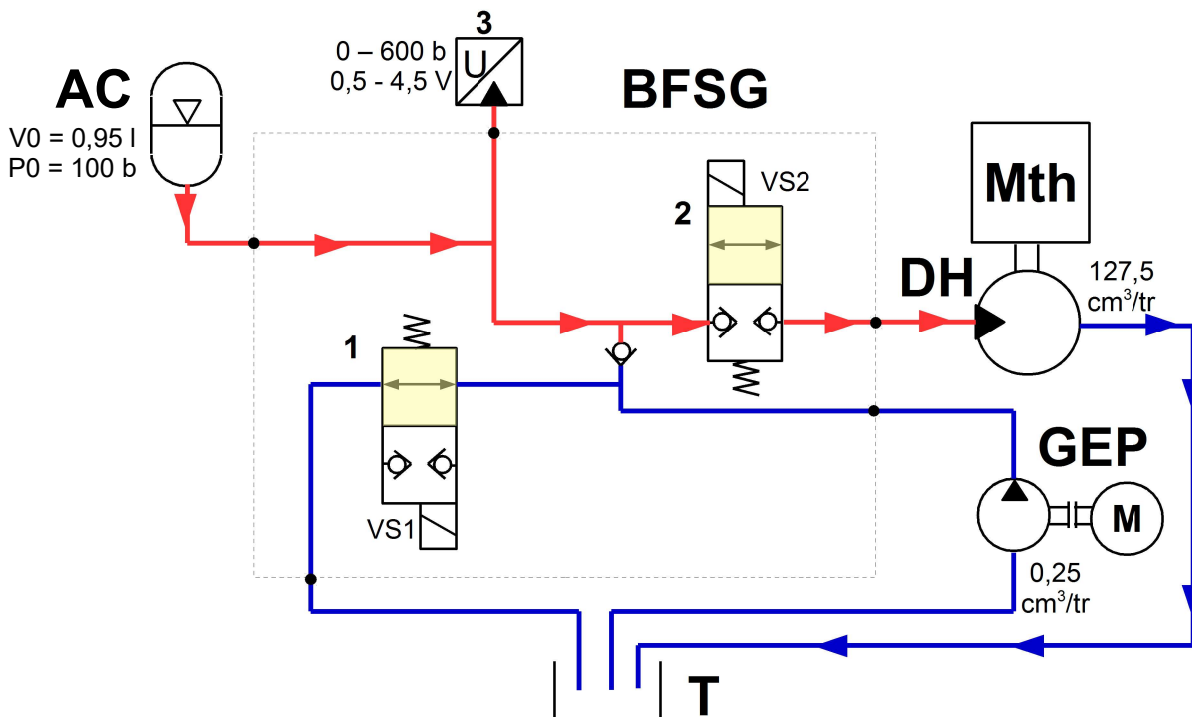 3
0 – 600 b
0,5 - 4,5 V
U
AC
V0 = 0,95 l
P0 = 100 b
BFSG
VS2
2
Mth
DH
127,5
cm³/tr
1
VS1
GEP
M
0,25
cm³/tr
T